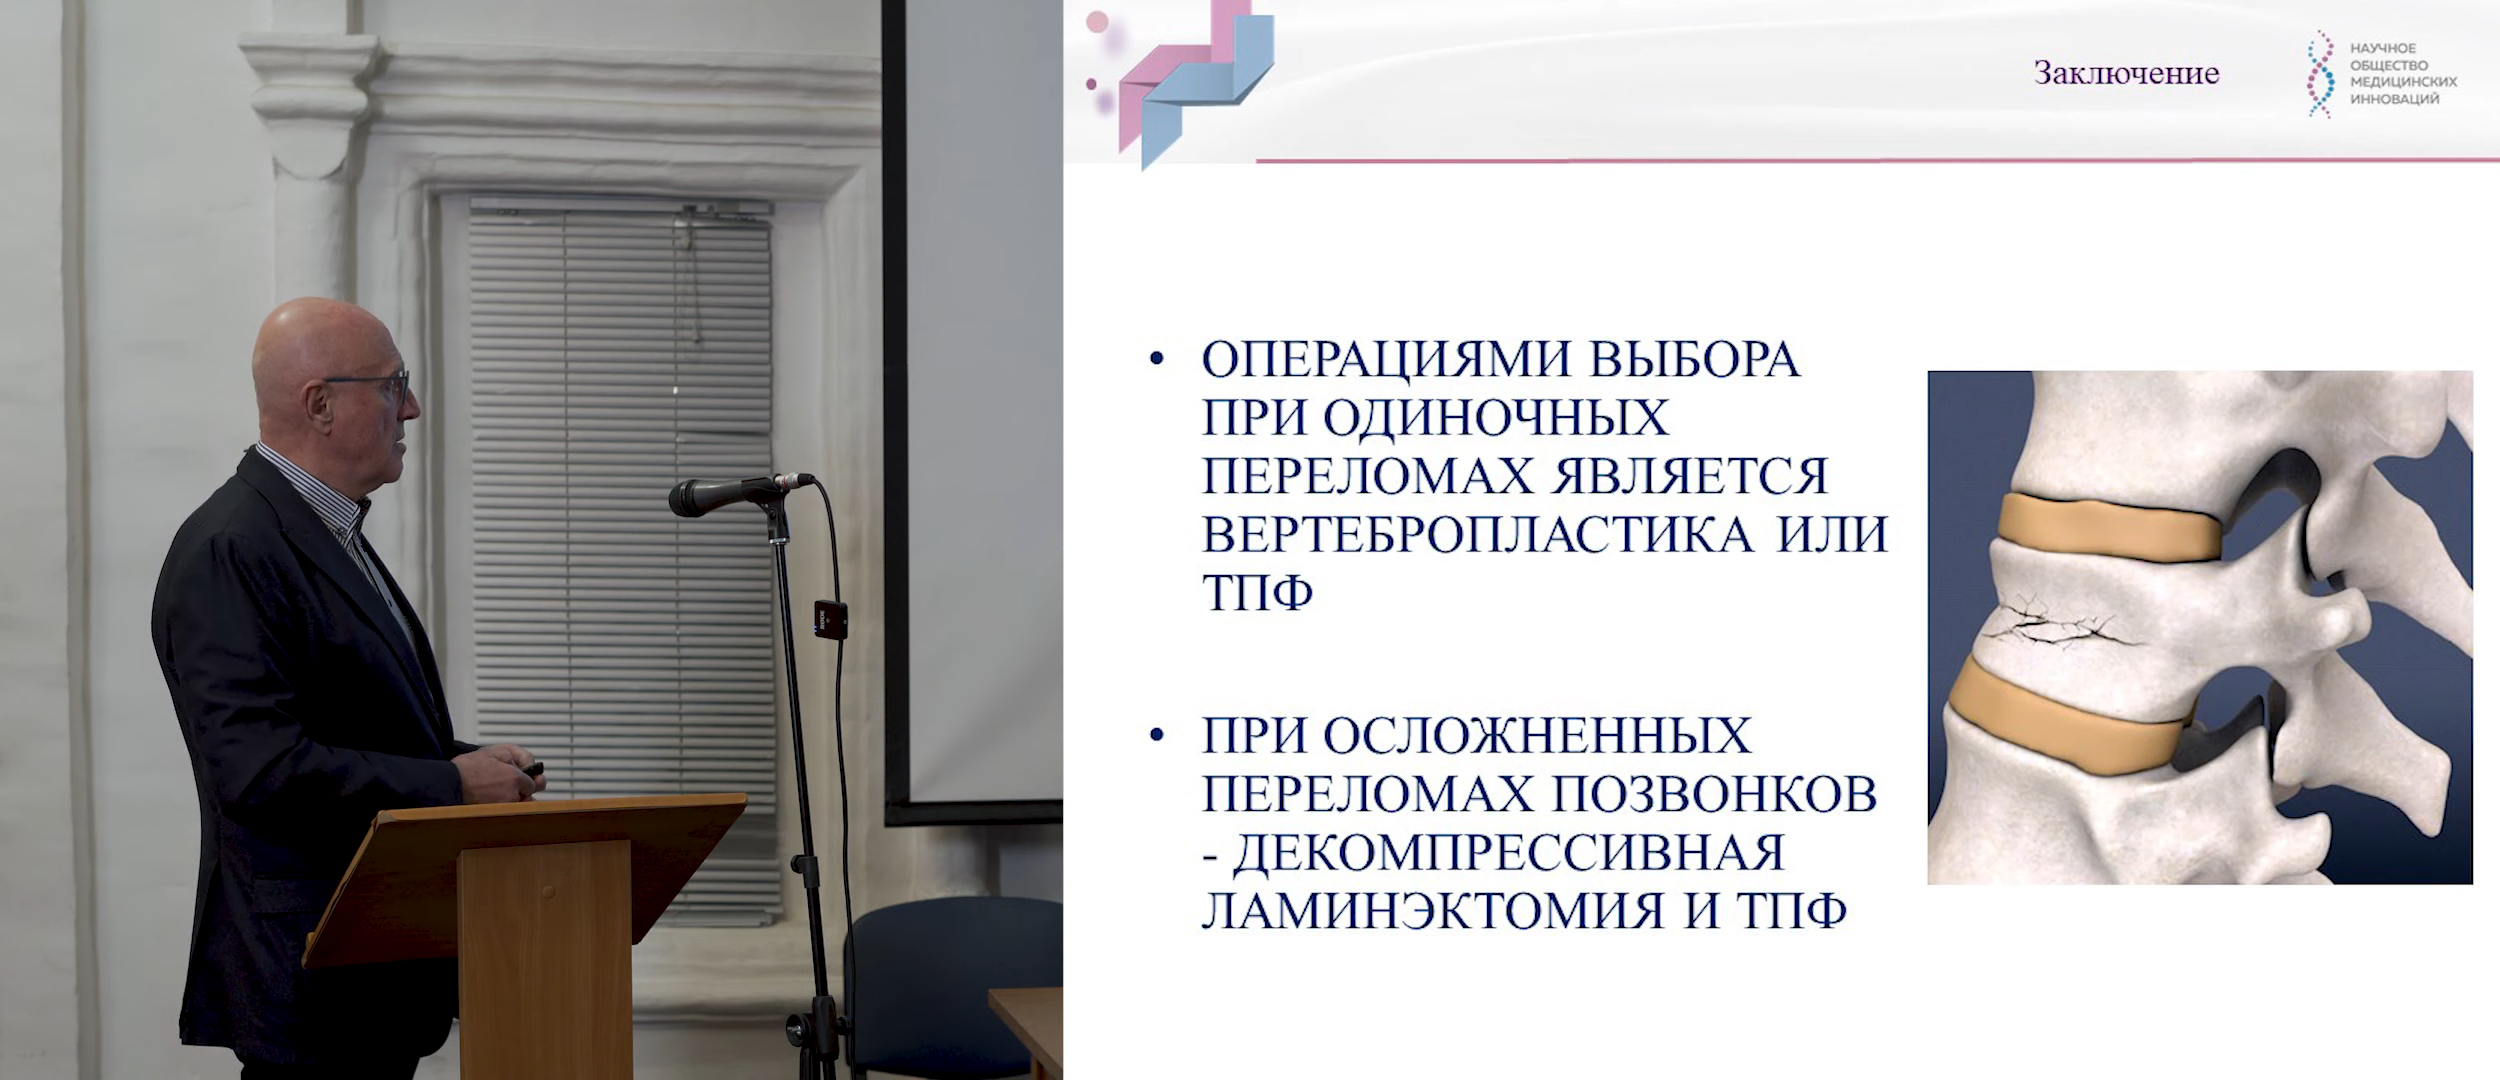 Заключение
НАУЧНОЕ
ОБЩЕСТВО
МЕДИЦИНСКИХ
ИННОВАЦИЙ
• ОПЕРАЦИЯМИ ВЫБОРА
ПРИ ОДИНОЧНЫХ
ПЕРЕЛОМАХ ЯВЛЯЕТСЯ
ВЕРТЕБРОПЛАСТИКА ИЛИ
ТПФ
• ПРИ ОСЛОЖНЕННЫХ
ПЕРЕЛОМАХ ПОЗВОНКОВ
- ДЕКОМПРЕССИВНАЯ
ЛАМИНЭКТОМИЯ И ТПФ
RODE